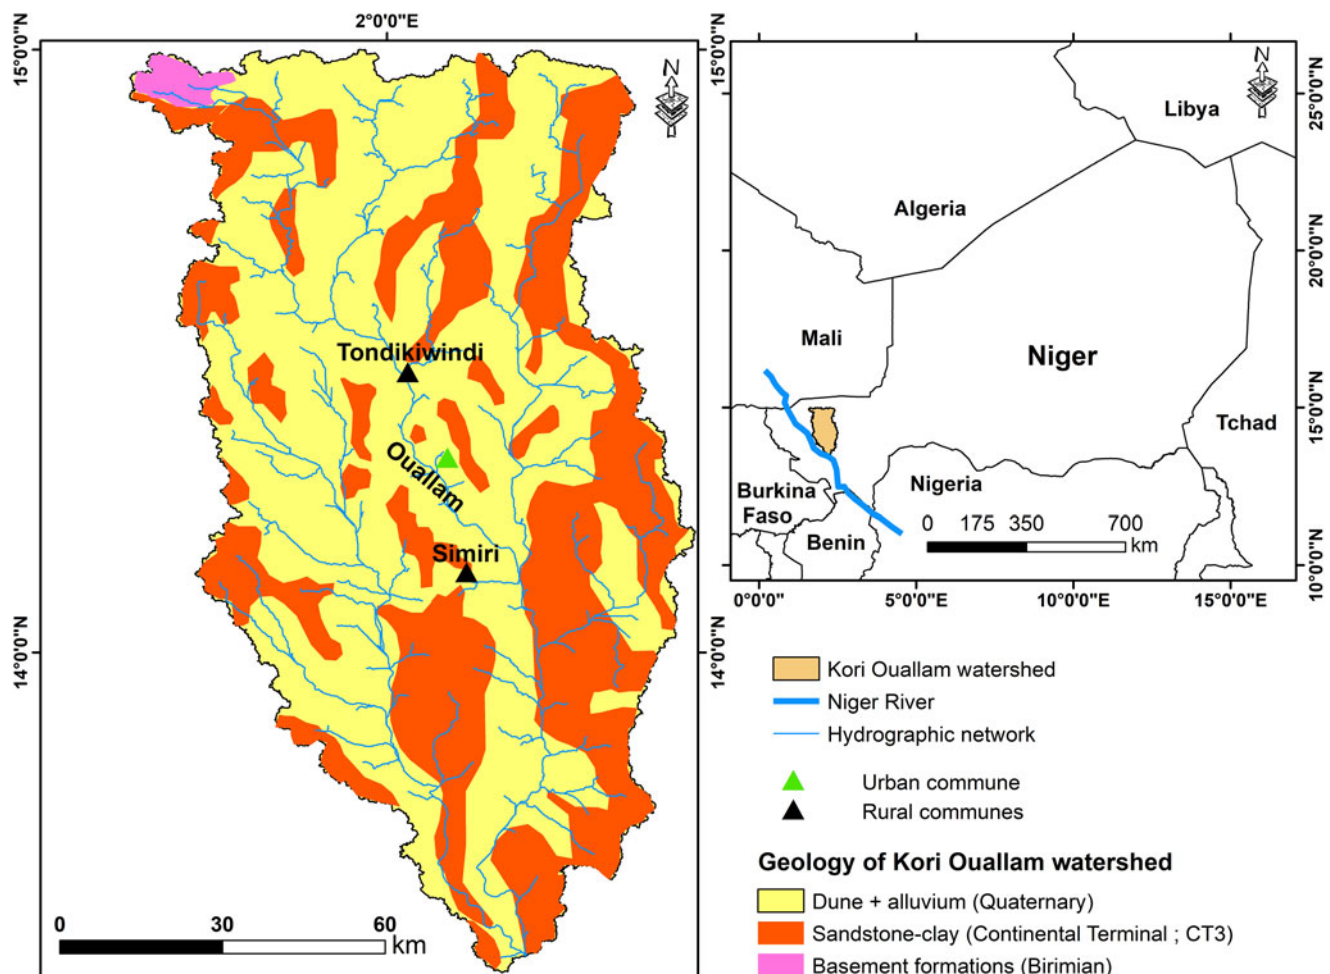 2°0'0"E
15°0'0"N
14°0'0"N
N
Tondikiwindi
Ouallam
Simiri
0 30 60
km
15°0'0"N
14°0'0"N
N
Libya
Algeria
Mali
Niger
Tchad
Burkina
Faso
Nigeria
Benin
0 175 350 700
km
25°0'0"N
20°0'0"N
15°0'0"N
10°0'0"N
0°0'0" 5°0'0"E 10°0'0"E 15°0'0"E
Kori Ouallam watershed
Niger River
Hydrographic network
Urban commune
Rural communes
Geology of Kori Ouallam watershed
Dune + alluvium (Quaternary)
Sandstone-clay (Continental Terminal ; CT3)
Basement formations (Birimian)